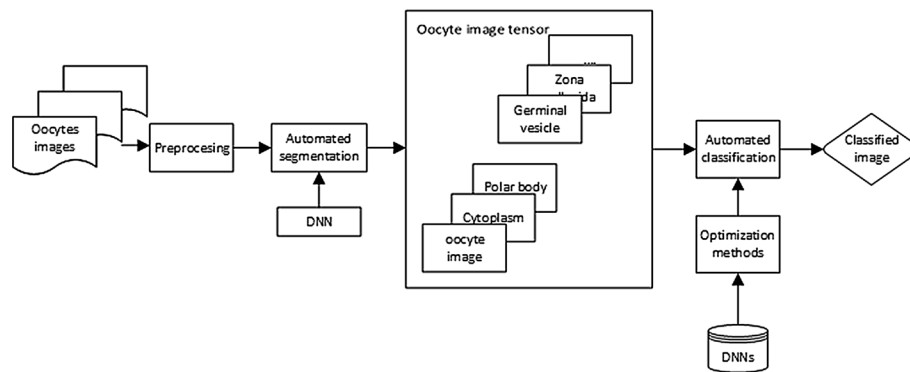 Oocytes
images
Preprocesing
Automated
segmentation
DNN
Oocyte image tensor
....
Zona
Germinal
vesicle
Polar body
Cytoplasm
oocyte
image
Automated
classification
Classified
image
Optimization
methods
DNNs